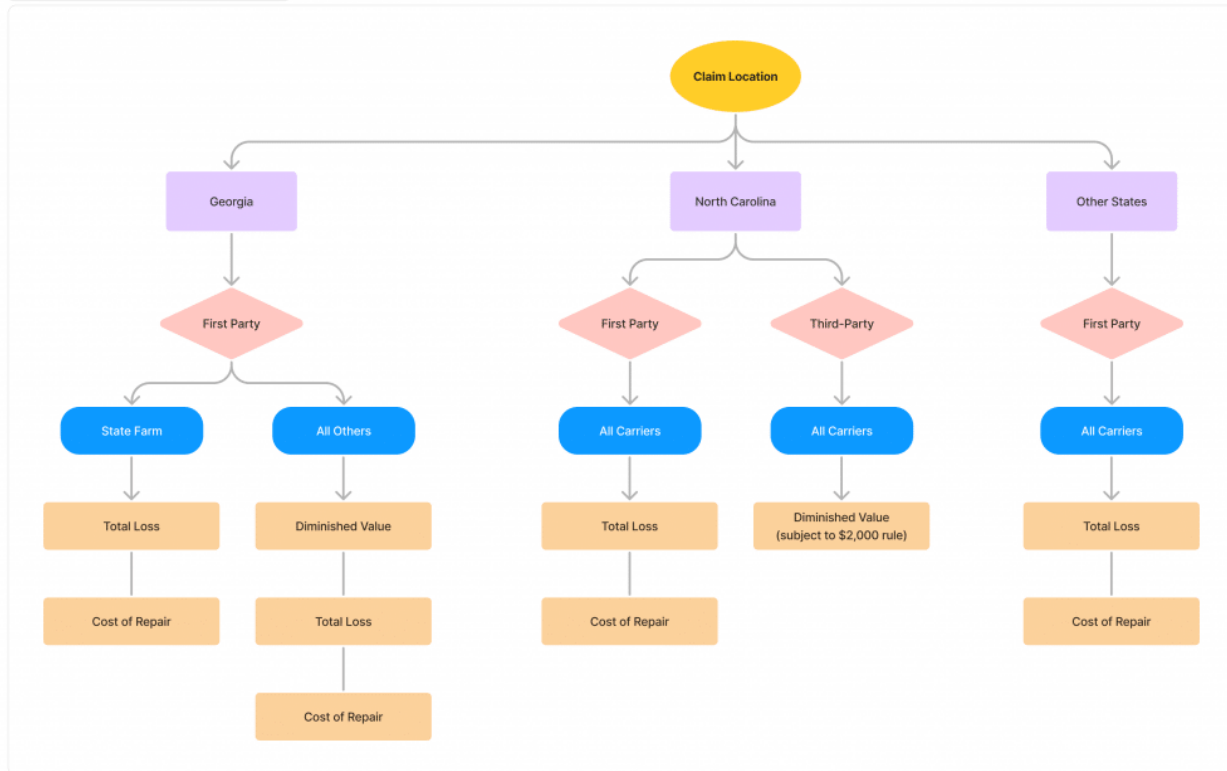 Claim Location
Georgia
North Carolina
Other States
First Party
First Party
Third-Party
First Party
State Farm
All Others
All Carriers
All Carriers
All Carriers
Total Loss
Diminished Value
Total Loss
Diminished Value
(subject to $2,000 rule)
Total Loss
Cost of Repair
Total Loss
Cost of Repair
Cost of Repair
Cost of Repair